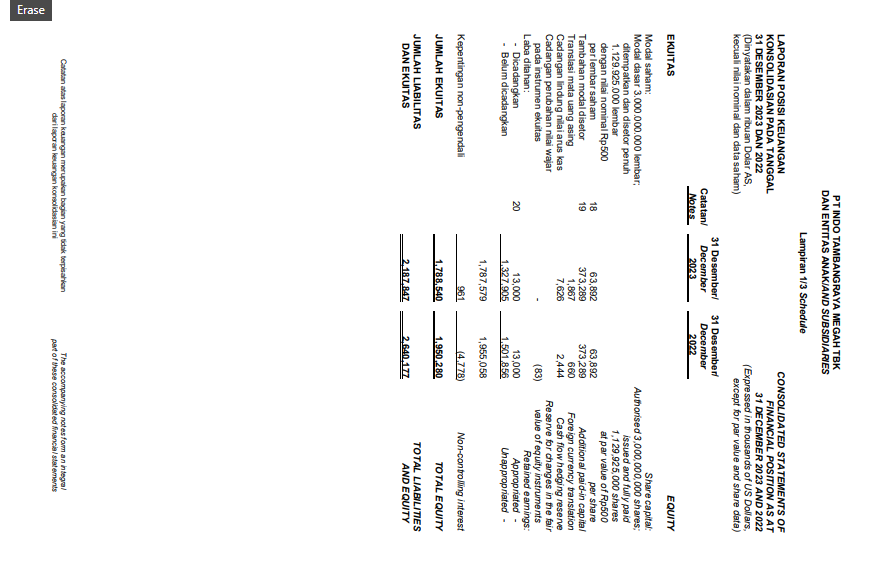 Erase
PT INDO TAMBANGRAYA MEGAH TBK
DAN ENTITAS ANAK/AND SUBSIDIARIES
Lampiran 1/3 Schedule
LAPORAN POSISI KEUANGAN CONSOLIDATED STATEMENTS OF
KONSOLIDASIAN PADA TANGGAL FINANCIAL POSITION AS AT
31 DESEMBER 2023 DAN 2022 31 DECEMBER 2023 AND 2022
(Dinyatakan dalam ribuan Dolar AS, (Expressed in thousands of US Dollars,
kecuali nilai nominal dan data saham) except for par value and share data)
31 Desember/ 31 Desember/
Catatan/ December December
Notes 2023 2022
EKUITAS EQUITY
Modal saham: Share capital:
Modal dasar 3.000.000.000 lembar; Authorised 3,000,000,000 shares;
ditempatkan dan disetor penuh issued and fully paid
1.129.925.000 lembar 1,129,925,000 shares
dengan nilai nominal Rp500 at par value of Rp500
per lembar saham 18 63,892 63,892 per share
Tambahan modal disetor 19 373,289 373,289 Additional paid-in capital
Translasi mata uang asing 1,867 660 Foreign currency translation
Cadangan lindung nilai arus kas 7,626 2,444 Cash flow hedging reserve
Cadangan perubahan nilai wajar Reserve for changes in the fair
pada instrumen ekuitas - (83) value of equity instruments
Laba ditahan: Retained earnings:
- Dicadangkan 20 13,000 13,000 Appropriated -
- Belum dicadangkan 1,327,905 1,501,856 Unappropriated -
1,787,579 1,955,058
Kepentingan non-pengendali 961 (4,778) Non-controlling interest
JUMLAH EKUITAS 1,788,540 1,950,280 TOTAL EQUITY
JUMLAH LIABILITAS TOTAL LIABILITIES
DAN EKUITAS 2,187,847 2,640,177 AND EQUITY
Catatan atas laporan keuangan merupakan bagian yang tidak terpisahkan The accompanying notes form an integral
dari laporan keuangan konsolidasian ini part of these consolidated financial statements